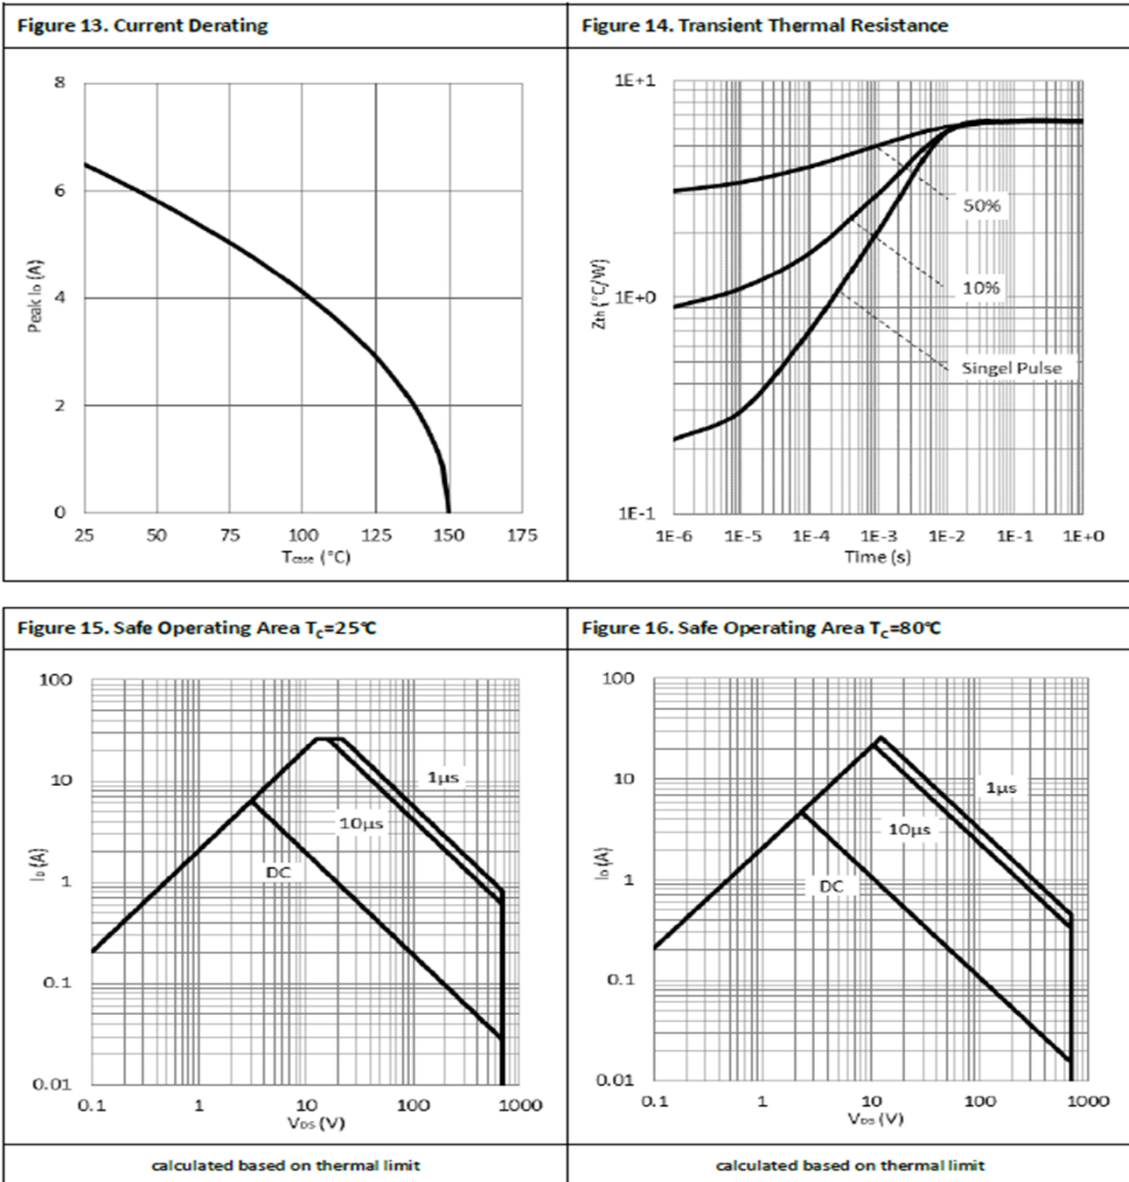 Figure 13. Current Derating
Figure 14. Transient Thermal Resistance
8
6
4
2
0
Peak ID (A)
25 50 75 100 125 150 175
Tcase (°C)
1E+1
1E+0
1E-1
Zth (°C/W)
50%
10%
Singel Pulse
1E-6 1E-5 1E-4 1E-3 1E-2 1E-1 1E+0
Time (s)
Figure 15. Safe Operating Area TC=25℃
Figure 16. Safe Operating Area TC=80℃
100
10
1
0.1
0.01
ID (A)
1μs
10μs
DC
0.1 1 10 100 1000
VDS (V)
calculated based on thermal limit
100
10
1
0.1
0.01
ID (A)
1μs
10μs
DC
0.1 1 10 100 1000
VDS (V)
calculated based on thermal limit